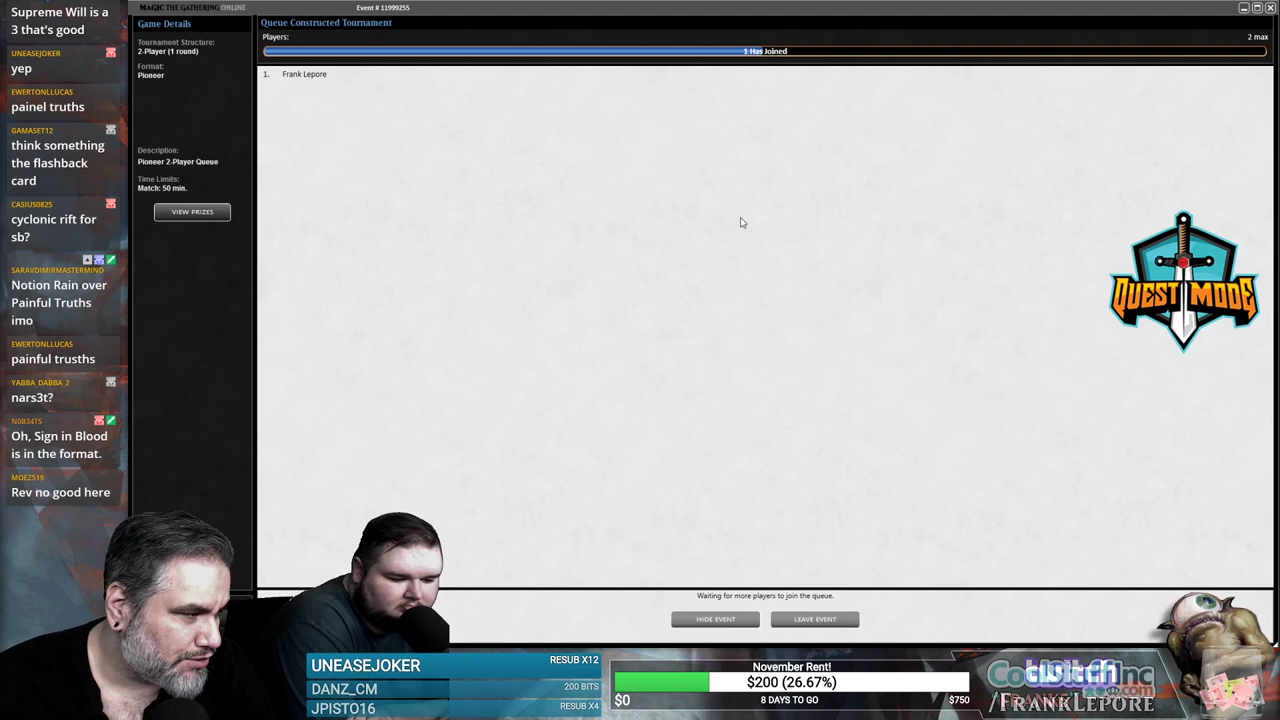 Supreme Will is a
3 that's good
UNEASEJOKER
yep
EWERTONLLUCAS
painel truths
GAMASET12
think something
the flashback
card
CASIUS0825
cyclonic rift for
sb?
SARAVDIMIRMASTERMIND
Notion Rain over
Painful Truths
imo
EWERTONLLUCAS
painful trusths
YABBA_DABBA_2
nars3t?
N0B34TS
Oh, Sign in Blood
is in the format.
MOEZ519
Rev no good here
MAGIC THE GATHERING ONLINE
Event # 11999255
Game Details
Tournament Structure:
2-Player (1 round)
Format:
Pioneer
Description:
Pioneer 2-Player Queue
Time Limits:
Match: 50 min.
VIEW PRIZES
Queue Constructed Tournament
Players:
2 max
1 Has Joined
1. Frank Lepore
QUEST MODE
Waiting for more players to join the queue.
HIDE EVENT
LEAVE EVENT
UNEASEJOKER RESUB X12
DANZ_CM 200 BITS
JPISTO16 RESUB X4
November Rent!
$200 (26.67%)
$0 8 DAYS TO GO $750
/FRANKLEPORE